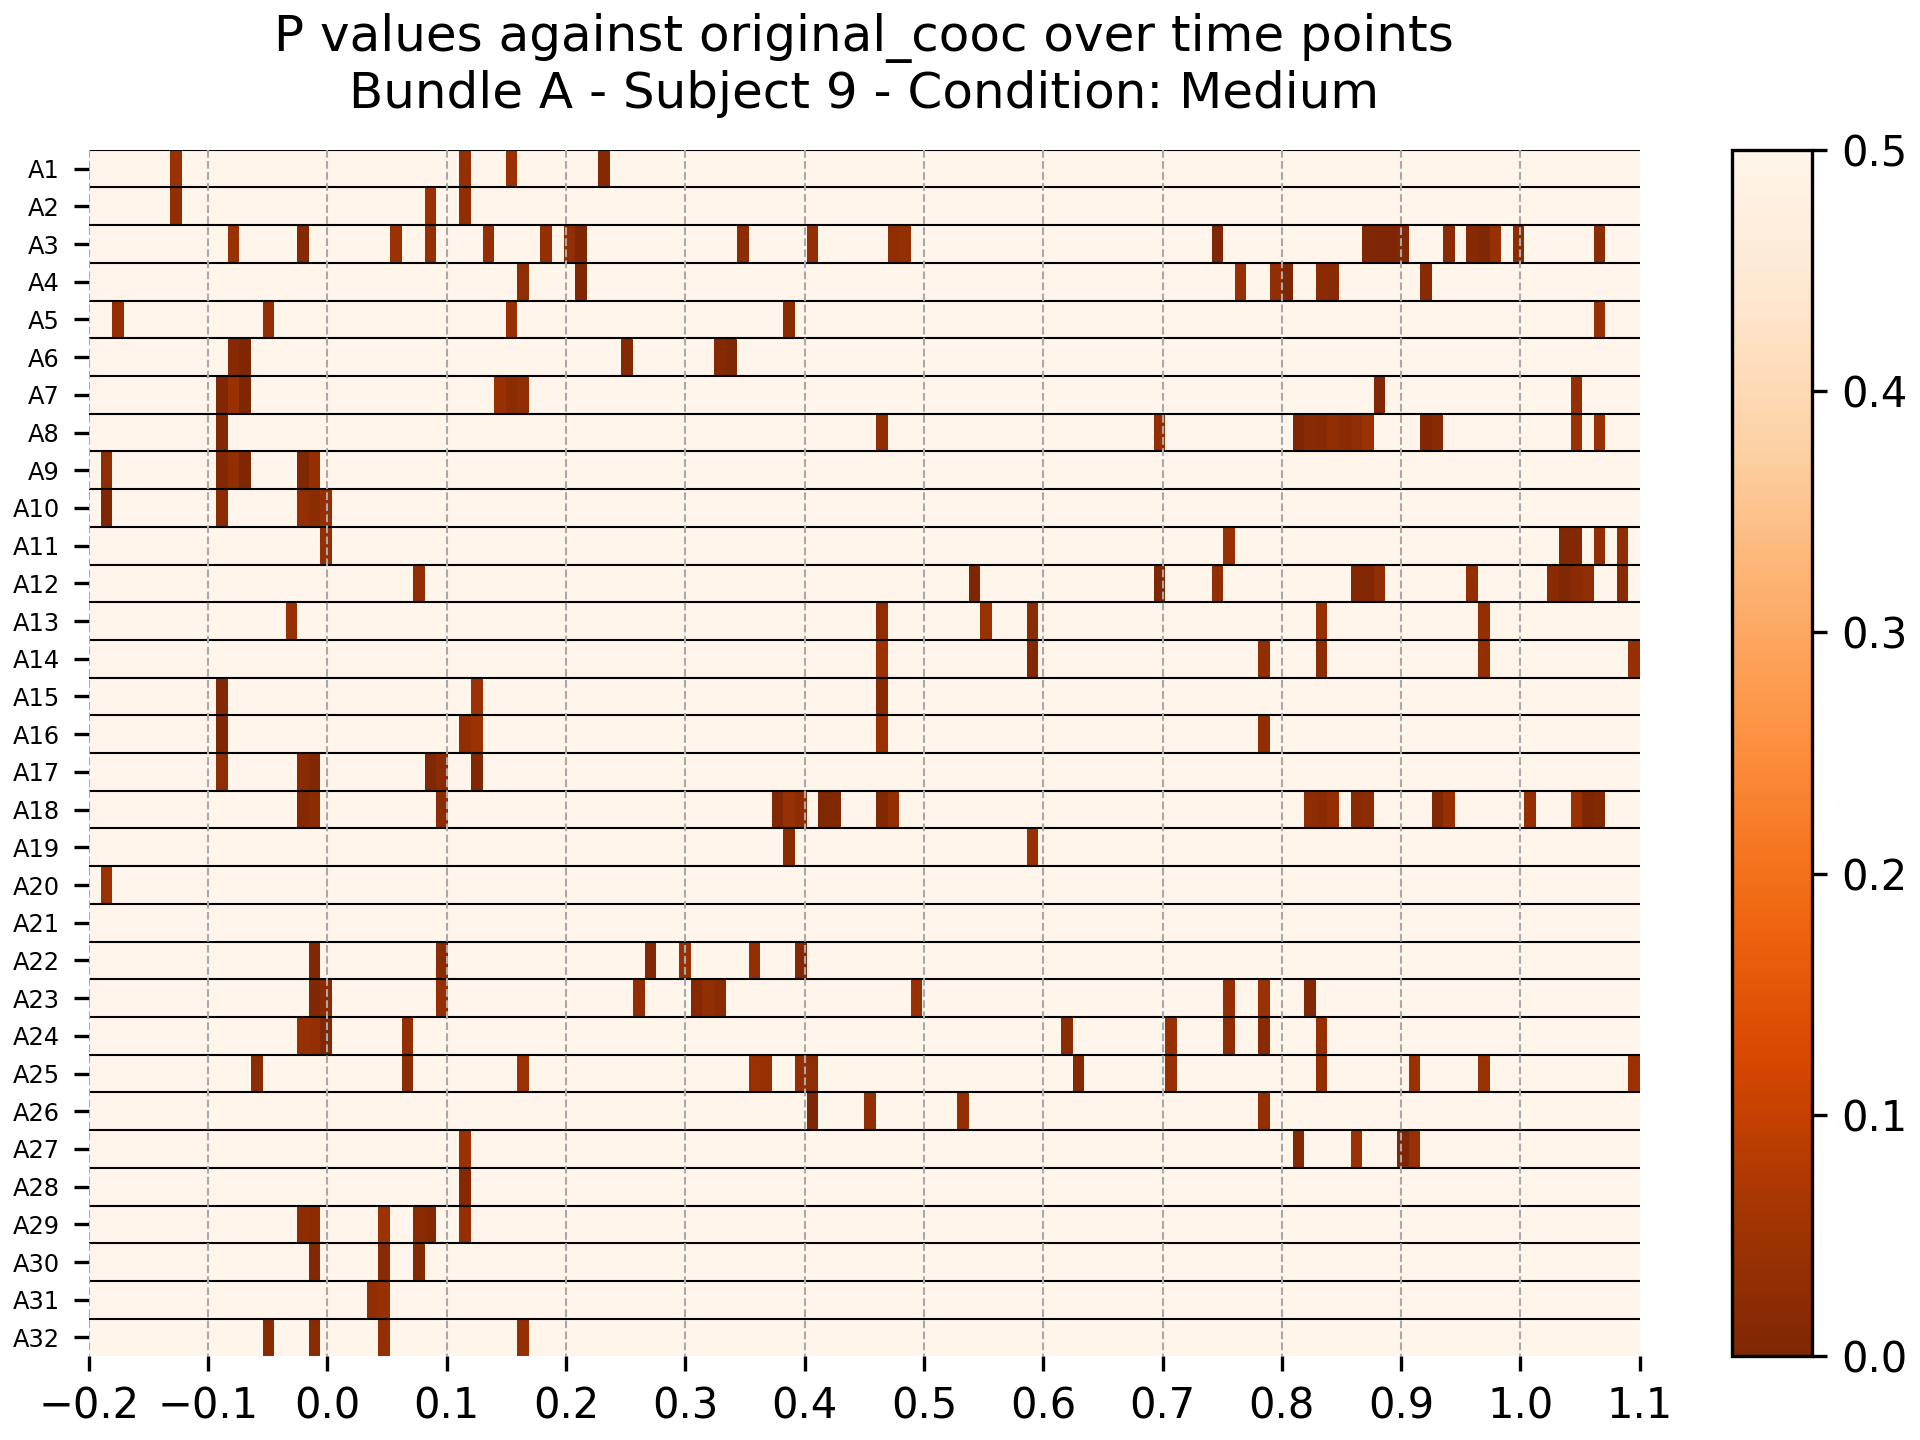 P values against original_cooc over time points
Bundle A - Subject 9 - Condition: Medium
A1
A2
A3
A4
A5
A6
A7
A8
A9
A10
A11
A12
A13
A14
A15
A16
A17
A18
A19
A20
A21
A22
A23
A24
A25
A26
A27
A28
A29
A30
A31
A32
−0.2 −0.1 0.0 0.1 0.2 0.3 0.4 0.5 0.6 0.7 0.8 0.9 1.0 1.1
0.5
0.4
0.3
0.2
0.1
0.0